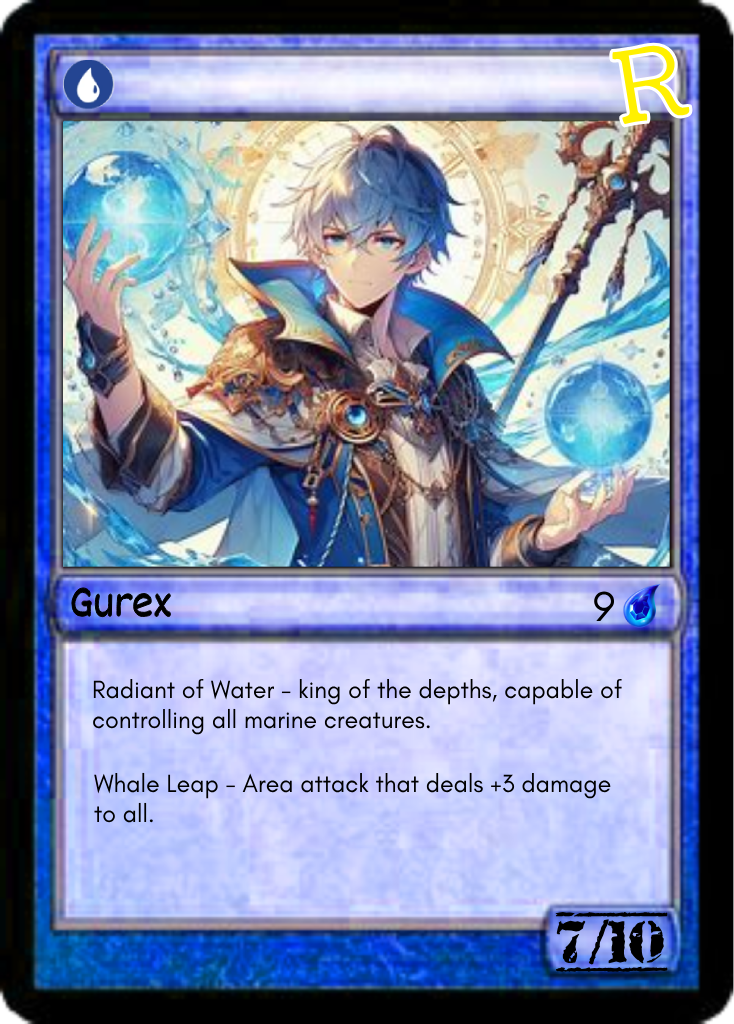 R
Gurex 9
Radiant of Water - king of the depths, capable of
controlling all marine creatures.
Whale Leap - Area attack that deals +3 damage
to all.
7/10